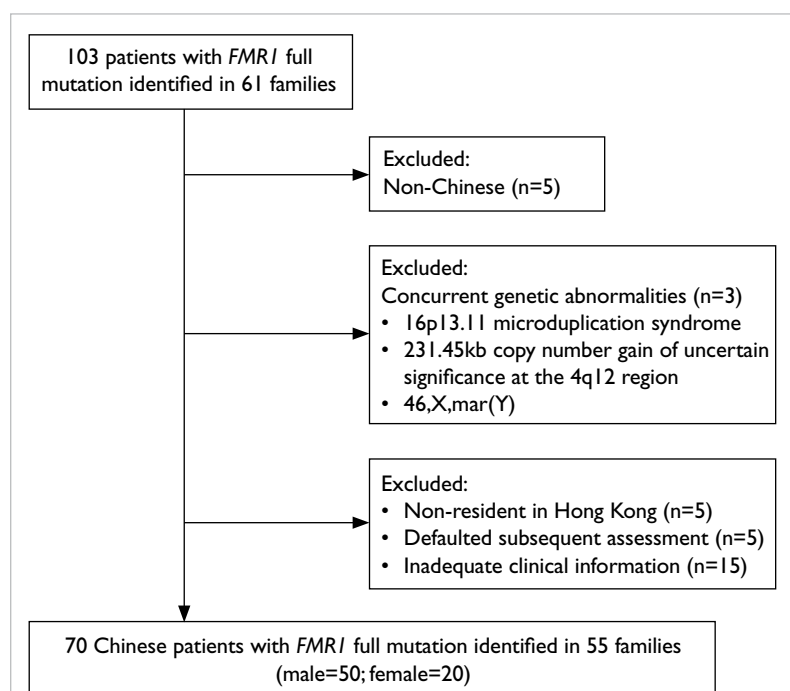 103 patients with FMR1 full
mutation identified in 61 families
Excluded:
Non-Chinese (n=5)
Excluded:
Concurrent genetic abnormalities (n=3)
• 16p13.11 microduplication syndrome
• 231.45kb copy number gain of uncertain
significance at the 4q12 region
• 46,X,mar(Y)
Excluded:
• Non-resident in Hong Kong (n=5)
• Defaulted subsequent assessment (n=5)
• Inadequate clinical information (n=15)
70 Chinese patients with FMR1 full mutation identified in 55 families
(male=50; female=20)